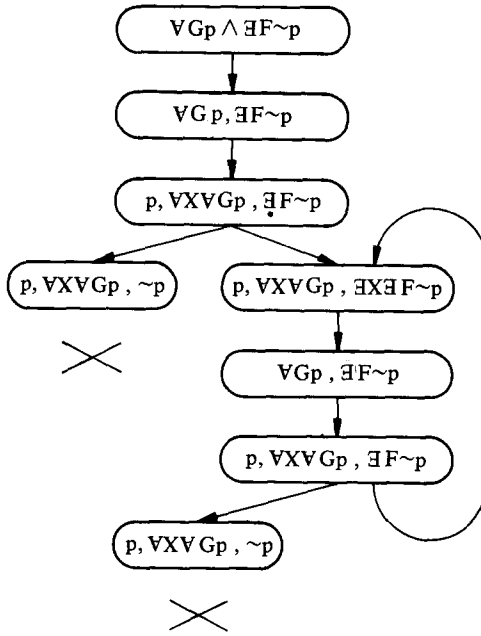 ∀Gp ∧ ∃F~p
∀Gp, ∃F~p
p, ∀X∀Gp, ∃F~p
p, ∀X∀Gp, ~p
p, ∀X∀Gp, ∃X∃F~p
∀Gp, ∃F~p
p, ∀X∀Gp, ∃F~p
p, ∀X∀Gp, ~p